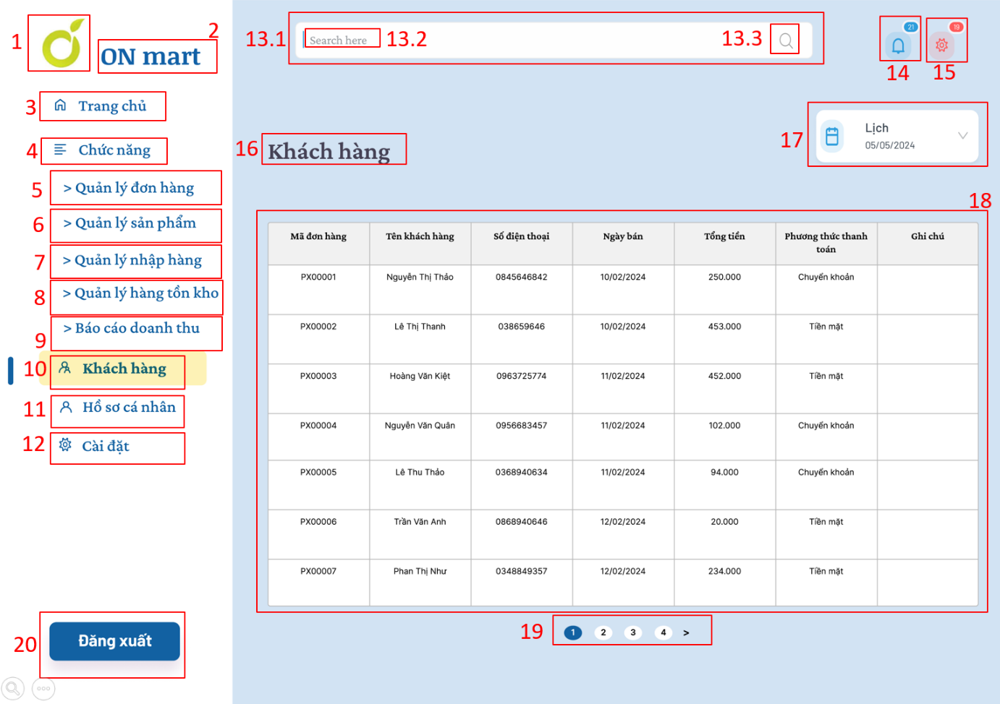 1
2
ON mart
13.1
Search here
13.2
13.3
21
14
19
15
3
Trang chủ
4
Chức năng
5
> Quản lý đơn hàng
6
> Quản lý sản phẩm
7
> Quản lý nhập hàng
8
> Quản lý hàng tồn kho
9
> Báo cáo doanh thu
10
Khách hàng
11
Hồ sơ cá nhân
12
Cài đặt
20
Đăng xuất
16
Khách hàng
17
Lịch
05/05/2024
18
Mã đơn hàng Tên khách hàng Số điện thoại Ngày bán Tổng tiền Phương thức thanh toán Ghi chú
PX00001 Nguyễn Thị Thảo 0845646842 10/02/2024 250.000 Chuyển khoản
PX00002 Lê Thị Thanh 038659646 10/02/2024 453.000 Tiền mặt
PX00003 Hoàng Văn Kiệt 0963725774 11/02/2024 452.000 Tiền mặt
PX00004 Nguyễn Văn Quân 0956683457 11/02/2024 102.000 Chuyển khoản
PX00005 Lê Thu Thảo 0368940634 11/02/2024 94.000 Chuyển khoản
PX00006 Trần Văn Anh 0868940646 12/02/2024 20.000 Tiền mặt
PX00007 Phan Thị Như 0348849357 12/02/2024 234.000 Tiền mặt
19
1 2 3 4 >